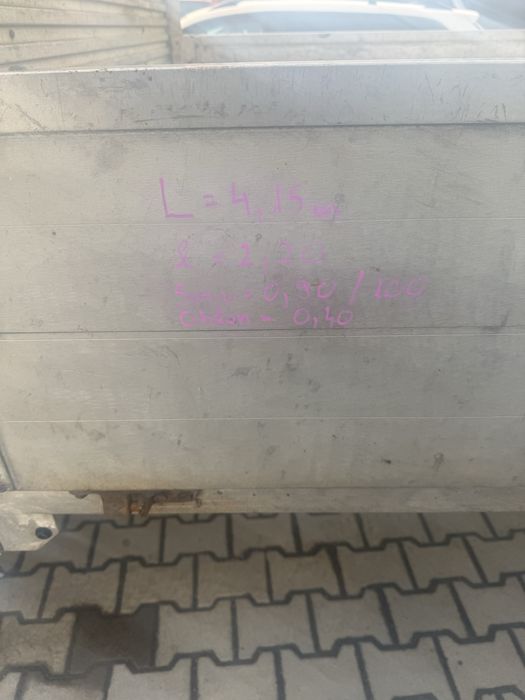 L = 4,15
l = 2,20
= 0,90 / 100
= 0,40